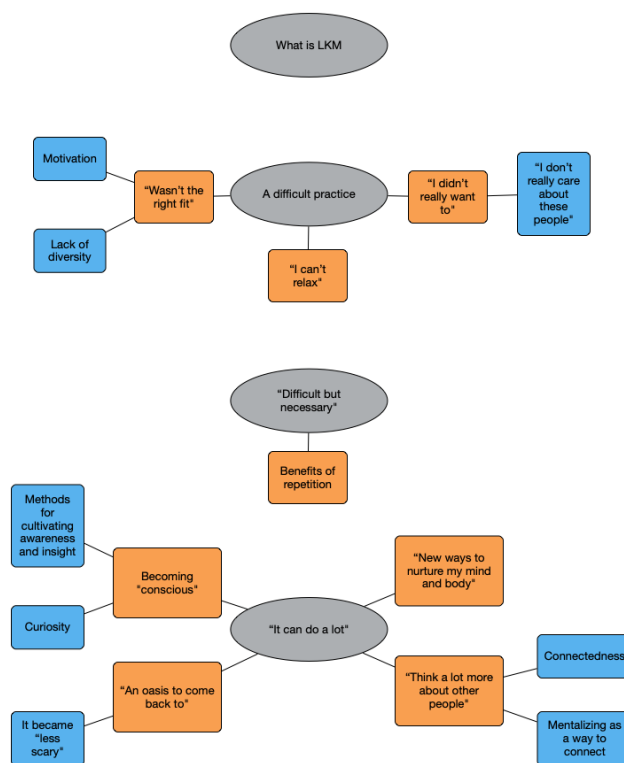 What is LKM
Motivation
"Wasn't the
right fit"
Lack of
diversity
A difficult practice
"I can't
relax"
"I didn't
really want
to"
"I don't
really care
about
these
people"
"Difficult but
necessary"
Benefits of
repetition
Methods
for
cultivating
awareness
and insight
Becoming
"conscious"
Curiosity
"New ways to
nurture my mind
and body"
"It can do a lot"
"An oasis to come
back to"
It became
"less
scary"
"Think a lot more
about other
people"
Connectedness
Mentalizing as
a way to
connect